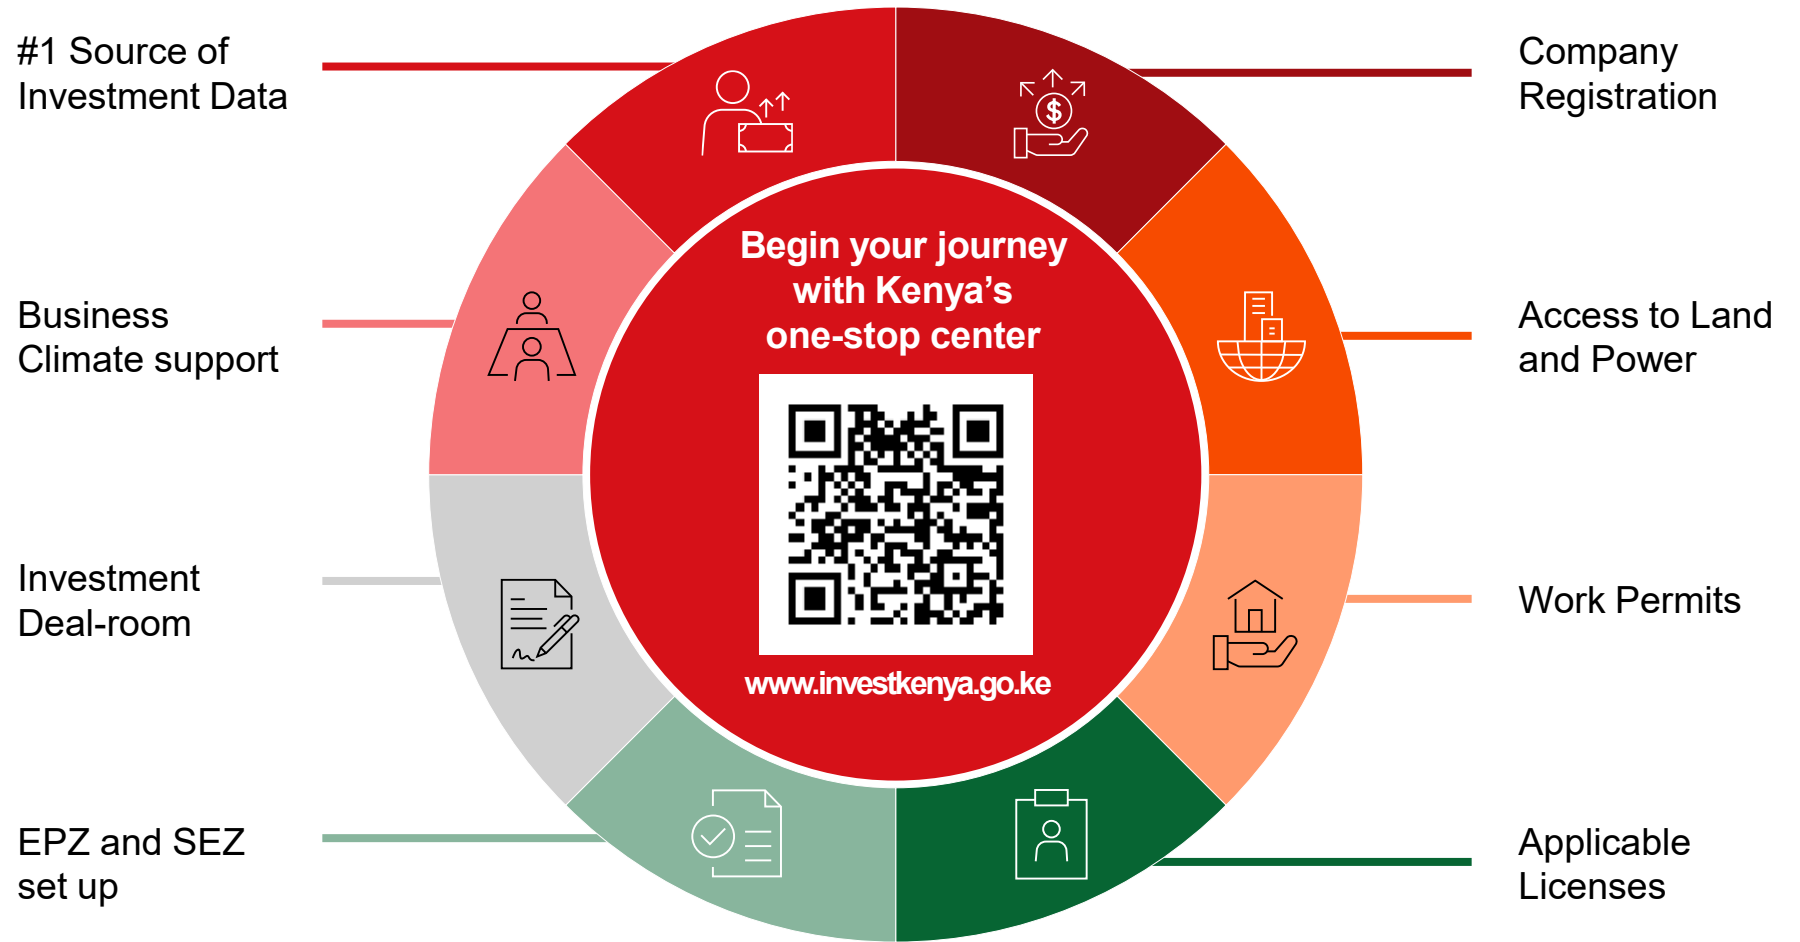 #1 Source of
Investment Data
Business
Climate support
Investment
Deal-room
EPZ and SEZ
set up
$
Begin your journey
with Kenya’s
one-stop center
www.investkenya.go.ke
Company
Registration
Access to Land
and Power
Work Permits
Applicable
Licenses